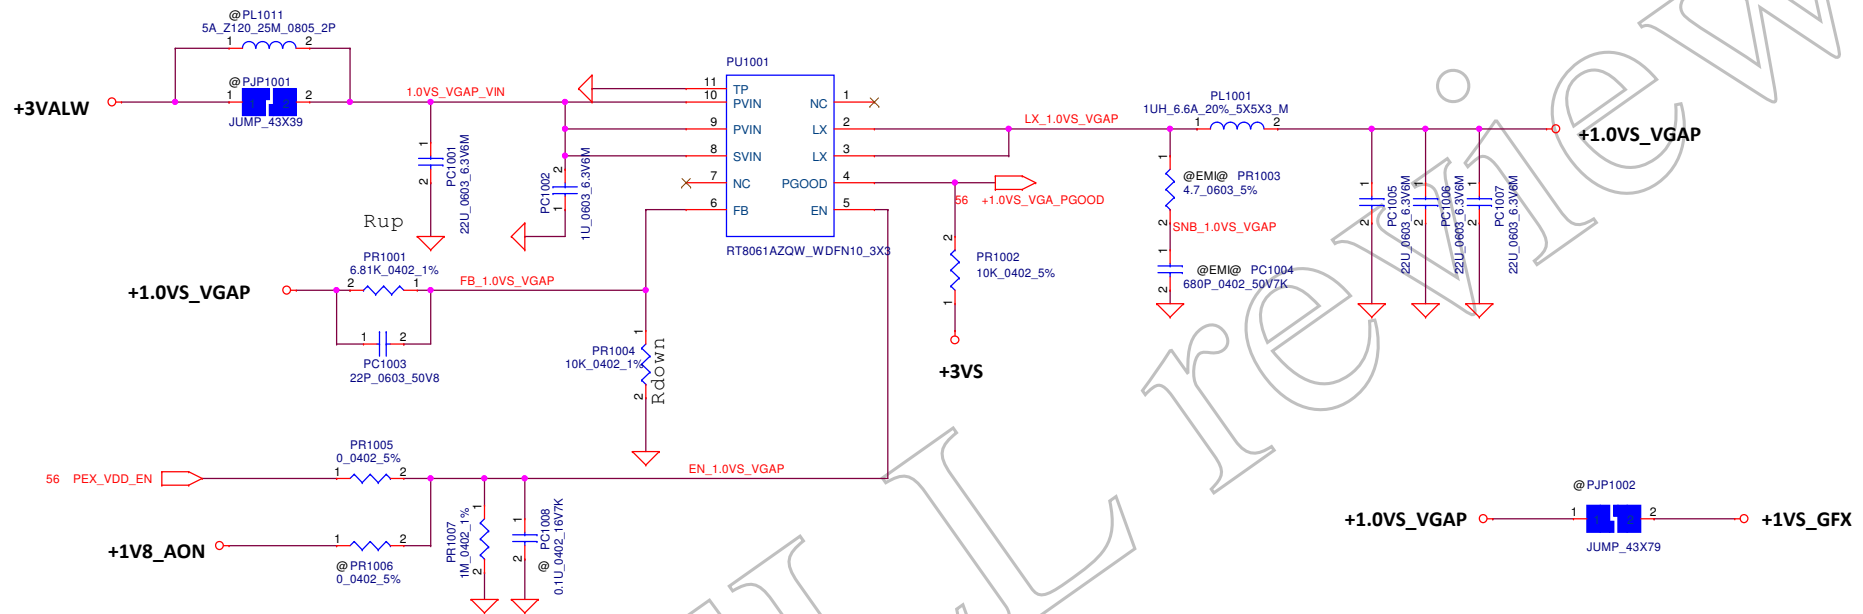 @PL1011
5A_Z120_25M_0805_2P
1 2
@PJP1001
+3VALW
1 2
1 2
JUMP_43X39
1.0VS_VGAP_VIN
1
2
PC1001
22U_0603_6.3V6M
2
1
PC1002
1U_0603_6.3V6M
PU1001
11 TP
10 PVIN
9 PVIN
8 SVIN
7 NC
6 FB
NC 1
LX 2
LX 3
PGOOD 4
EN 5
RT8061AZQW_WDFN10_3X3
LX_1.0VS_VGAP
PL1001
1UH_6.6A_20%_5X5X3_M
1 2
+1.0VS_VGAP
56 +1.0VS_VGA_PGOOD
2
1
PR1002
10K_0402_5%
+3VS
1
2
@EMI@ PR1003
4.7_0603_5%
SNB_1.0VS_VGAP
1
2
@EMI@ PC1004
680P_0402_50V7K
1
2
PC1005
22U_0603_6.3V6M
1
2
PC1006
22U_0603_6.3V6M
1
2
PC1007
22U_0603_6.3V6M
Rup
PR1001
6.81K_0402_1%
+1.0VS_VGAP
2 1
FB_1.0VS_VGAP
1 2
PC1003
22P_0603_50V8
1
2
PR1004
10K_0402_1%
Rdown
PR1005
0_0402_5%
56 PEX_VDD_EN
1 2
EN_1.0VS_VGAP
+1V8_AON
1 2
@PR1006
0_0402_5%
1
2
PR1007
1M_0402_1%
1
2
@ PC1008
0.1U_0402_16V7K
@PJP1002
+1.0VS_VGAP
1 2
1 2
+1VS_GFX
JUMP_43X79
L review